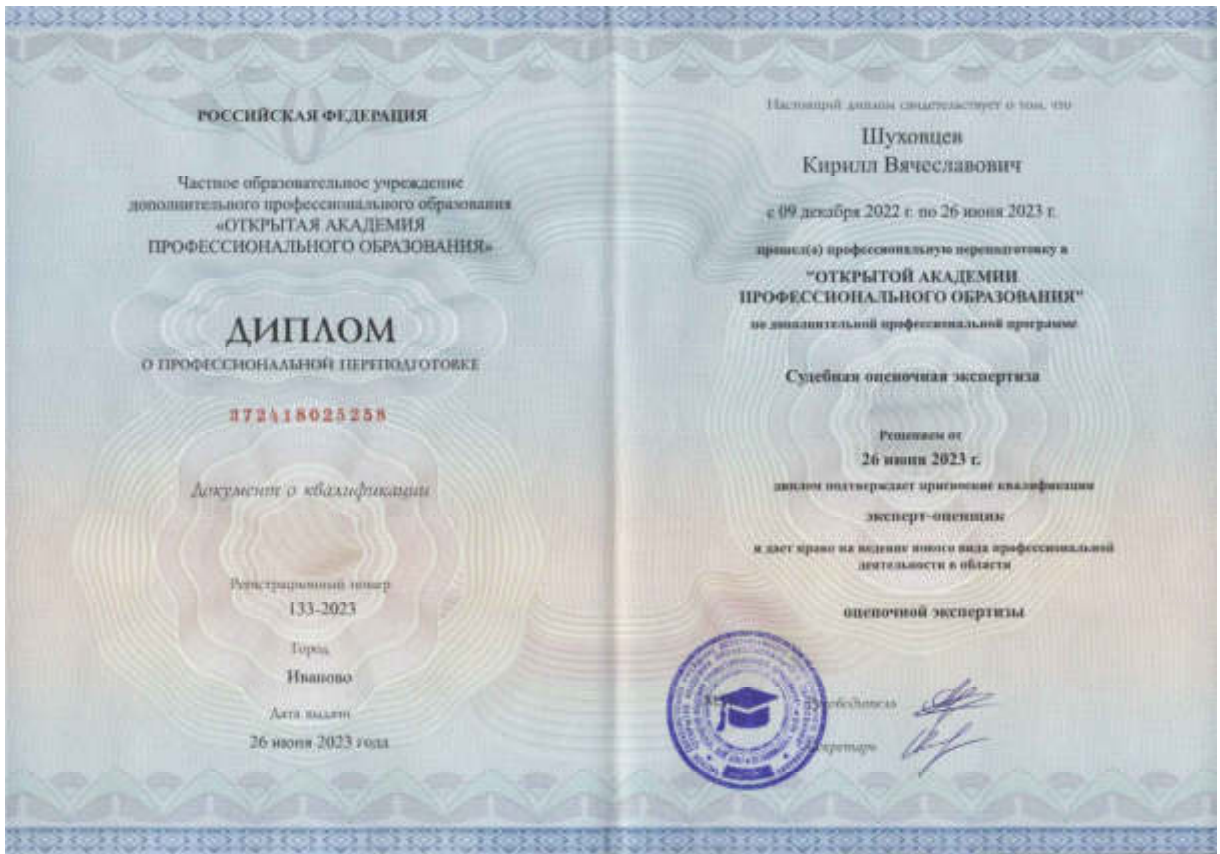 РОССИЙСКАЯ ФЕДЕРАЦИЯ
Частное образовательное учреждение
дополнительного профессионального образования
«ОТКРЫТАЯ АКАДЕМИЯ
ПРОФЕССИОНАЛЬНОГО ОБРАЗОВАНИЯ»
ДИПЛОМ
О ПРОФЕССИОНАЛЬНОЙ ПЕРЕПОДГОТОВКЕ
372418025258
Документ о квалификации
Регистрационный номер
133-2023
Город
Иваново
Дата выдачи
26 июня 2023 года
Настоящий диплом свидетельствует о том, что
Шуховцев
Кирилл Вячеславович
с 09 декабря 2022 г. по 26 июня 2023 г.
прошел(а) профессиональную переподготовку в
"ОТКРЫТОЙ АКАДЕМИИ
ПРОФЕССИОНАЛЬНОГО ОБРАЗОВАНИЯ"
по дополнительной профессиональной программе
Судебная оценочная экспертиза
Решением от
26 июня 2023 г.
диплом подтверждает присвоение квалификации
эксперт-оценщик
и дает право на ведение нового вида профессиональной
деятельности в области
оценочной экспертизы
Руководитель
Секретарь